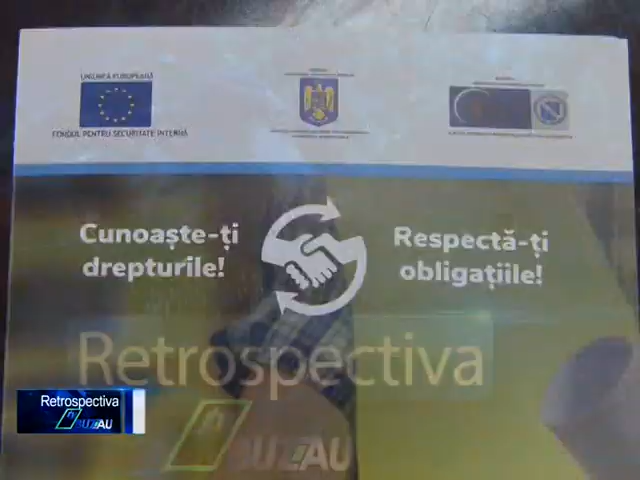 UNIUNEA EUROPEANĂ
FONDUL PENTRU SECURITATE INTERNĂ
Cunoaște-ți
drepturile!
Respectă-ți
obligațiile!
Retrospectiva
BUZAU
Retrospectiva
BUZAU